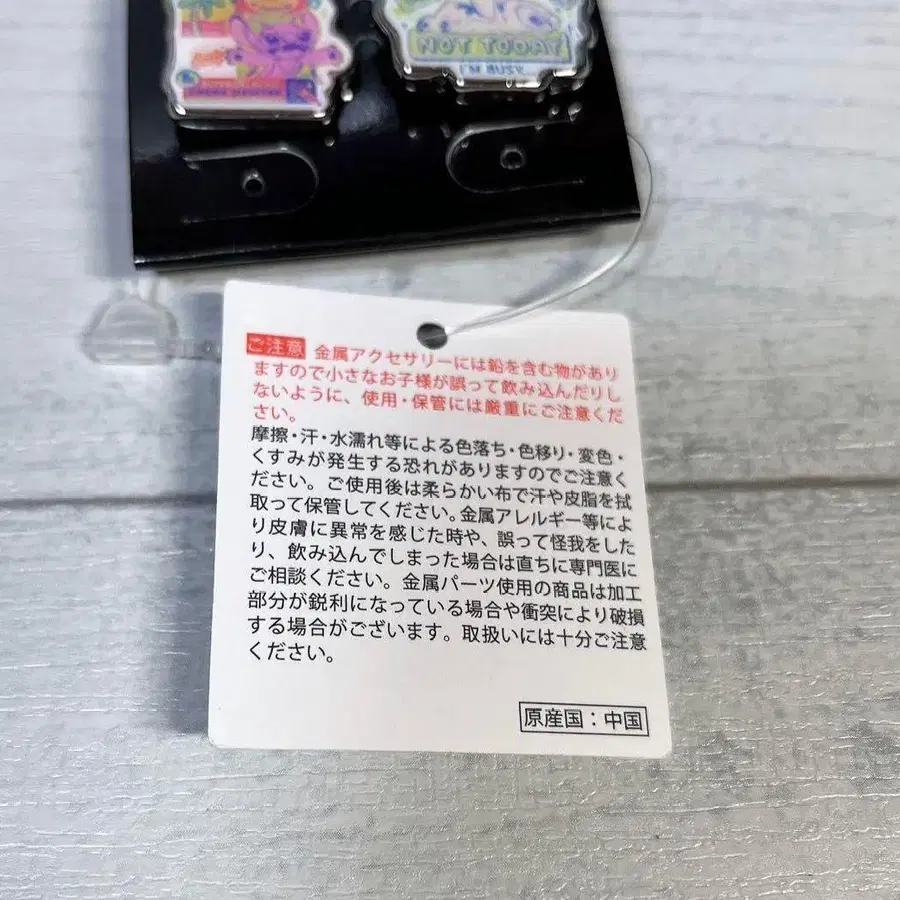 NOT TODAY
I'M BUSY
ご注意 金属アクセサリーには鉛を含む物があり
ますので小さなお子様が誤って飲み込んだりし
ないように、使用・保管には厳重にご注意くだ
さい。
摩擦・汗・水濡れ等による色落ち・色移り・変色・
くすみが発生する恐れがありますのでご注意く
ださい。ご使用後は柔らかい布で汗や皮脂を拭
取って保管してください。金属アレルギー等によ
り皮膚に異常を感じた時や、誤って怪我をした
り、飲み込んでしまった場合は直ちに専門医に
ご相談ください。金属パーツ使用の商品は加工
部分が鋭利になっている場合や衝突により破損
する場合がございます。取扱いには十分ご注意
ください。
原産国：中国